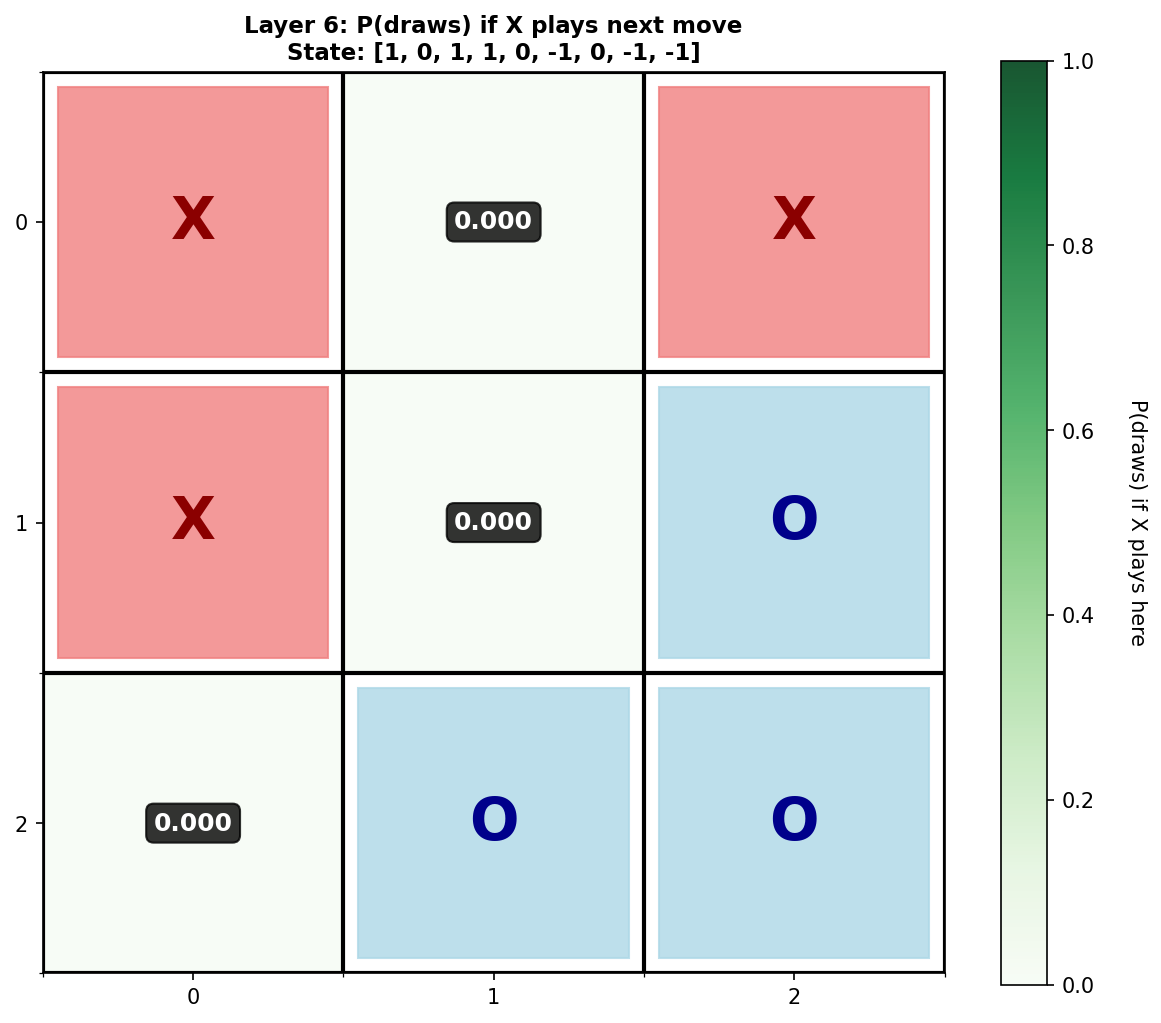 Layer 6: P(draws) if X plays next move
State: [1, 0, 1, 1, 0, -1, 0, -1, -1]
X
0.000
X
X
0.000
O
0.000
O
O
0
1
2
0
1
2
1.0
0.8
0.6
0.4
0.2
0.0
P(draws) if X plays here